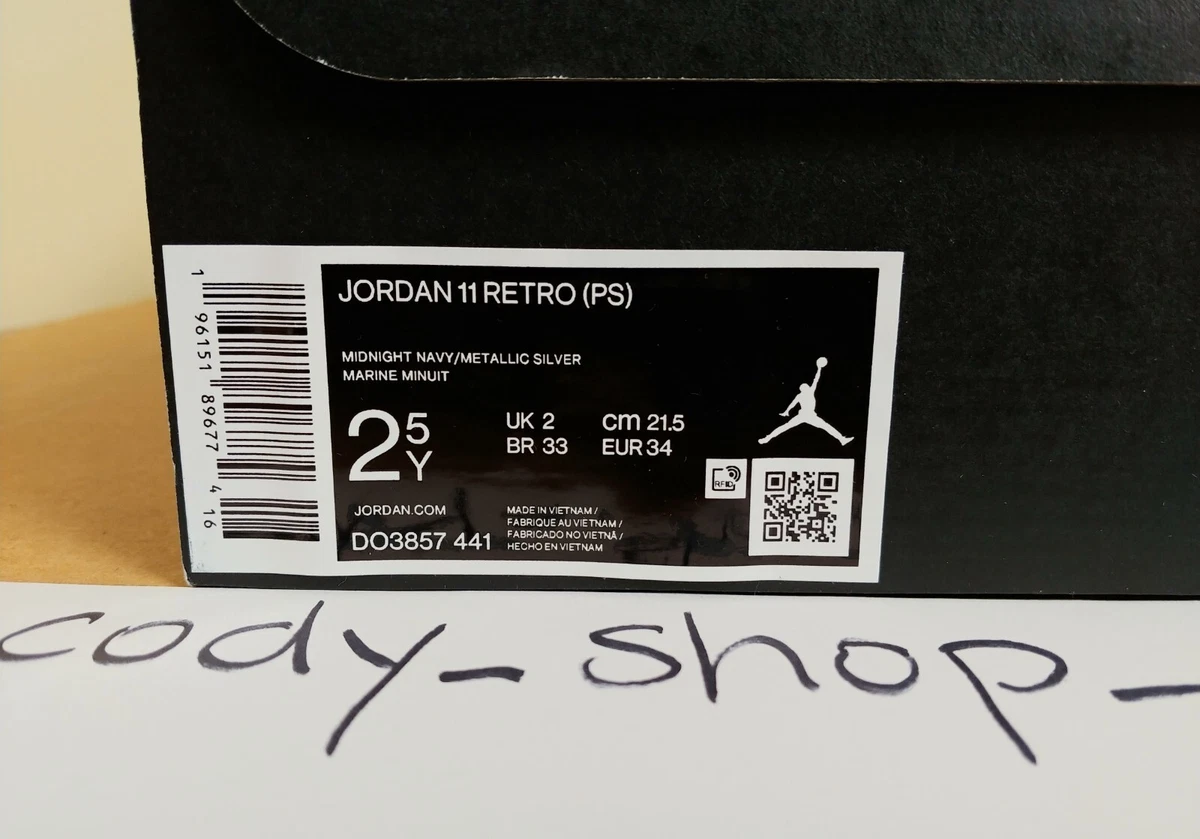 1 96151 89677 4 16
JORDAN 11 RETRO (PS)
MIDNIGHT NAVY/METALLIC SILVER
MARINE MINUIT
2 5Y
UK 2 cm 21.5
BR 33 EUR 34
RFID
JORDAN.COM
DO3857 441
MADE IN VIETNAM /
FABRIQUE AU VIETNAM /
FABRICADO NO VIETNÃ /
HECHO EN VIETNAM
cody_shop_